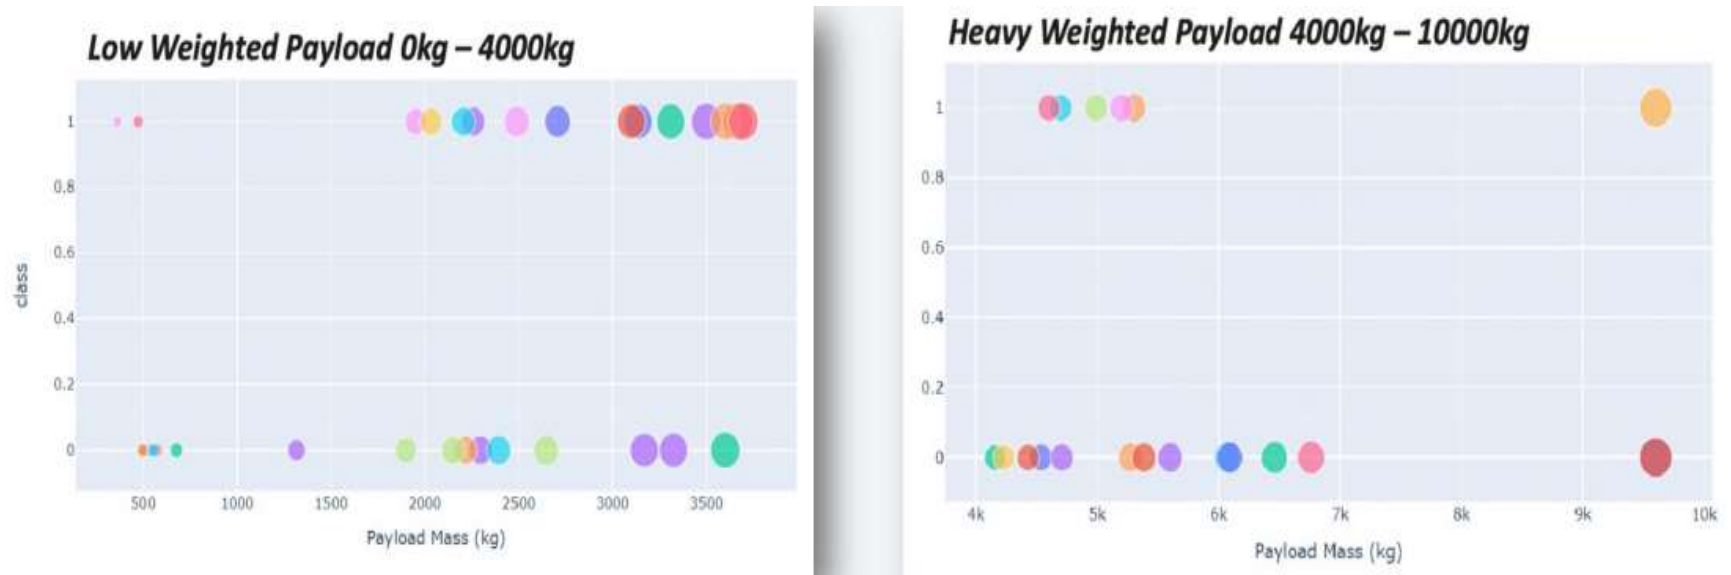 Low Weighted Payload 0kg – 4000kg
1
0.8
0.6
0.4
0.2
0
class
500 1000 1500 2000 2500 3000 3500
Payload Mass (kg)
Heavy Weighted Payload 4000kg – 10000kg
1
0.8
0.6
0.4
0.2
0
4k 5k 6k 7k 8k 9k 10k
Payload Mass (kg)